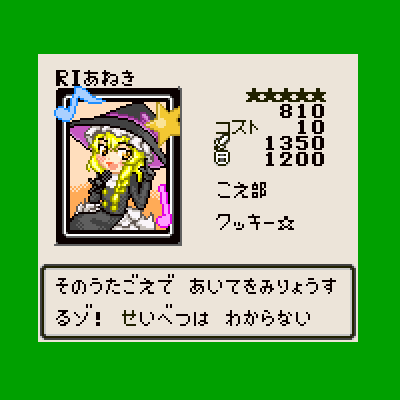 RIあねき
★★★★★
810
コスト 10
1350
1200
こえ部
クッキー☆
そのうたごえで あいてをみりょうす
るゾ! せいべつは わからない